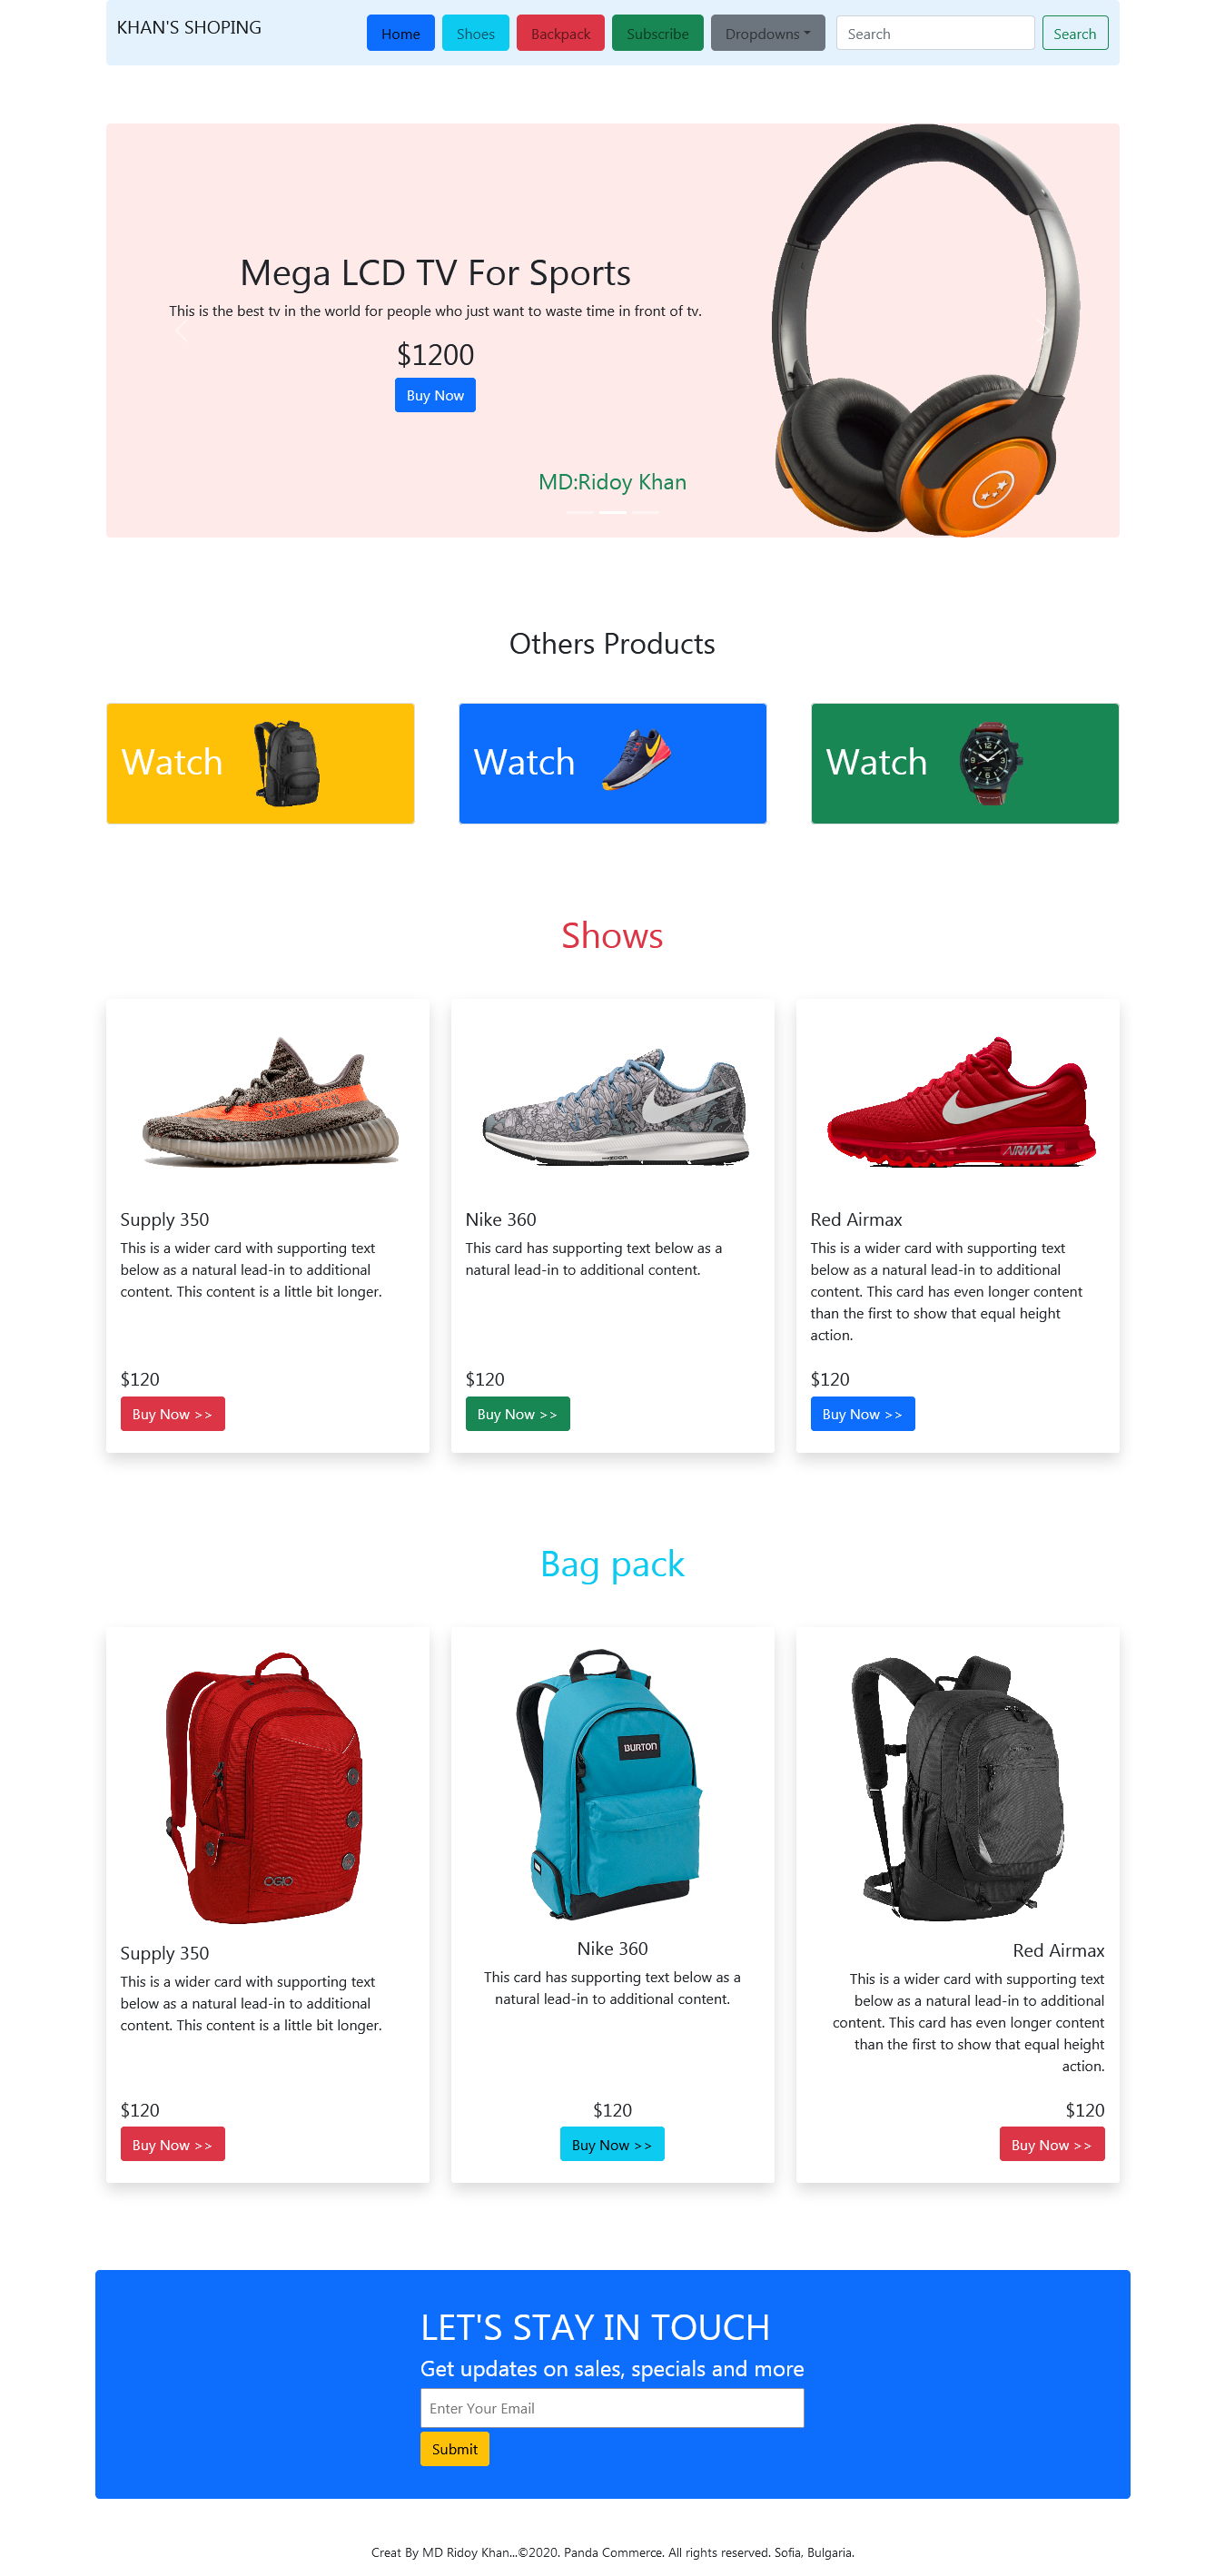 KHAN'S SHOPING
Home
Shoes
Backpack
Subscribe
Dropdowns
Search
Search
Mega LCD TV For Sports
This is the best tv in the world for people who just want to waste time in front of tv.
$1200
Buy Now
MD:Ridoy Khan
Others Products
Watch
Watch
Watch
Shows
SPLY 350
AIRMAX
Supply 350
This is a wider card with supporting text
below as a natural lead-in to additional
content. This content is a little bit longer.
$120
Buy Now >>
Nike 360
This card has supporting text below as a
natural lead-in to additional content.
$120
Buy Now >>
Red Airmax
This is a wider card with supporting text
below as a natural lead-in to additional
content. This card has even longer content
than the first to show that equal height
action.
$120
Buy Now >>
Bag pack
OGIO
BURTON
Supply 350
This is a wider card with supporting text
below as a natural lead-in to additional
content. This content is a little bit longer.
$120
Buy Now >>
Nike 360
This card has supporting text below as a
natural lead-in to additional content.
$120
Buy Now >>
Red Airmax
This is a wider card with supporting text
below as a natural lead-in to additional
content. This card has even longer content
than the first to show that equal height
action.
$120
Buy Now >>
LET'S STAY IN TOUCH
Get updates on sales, specials and more
Enter Your Email
Submit
Creat By MD Ridoy Khan...©2020. Panda Commerce. All rights reserved. Sofia, Bulgaria.